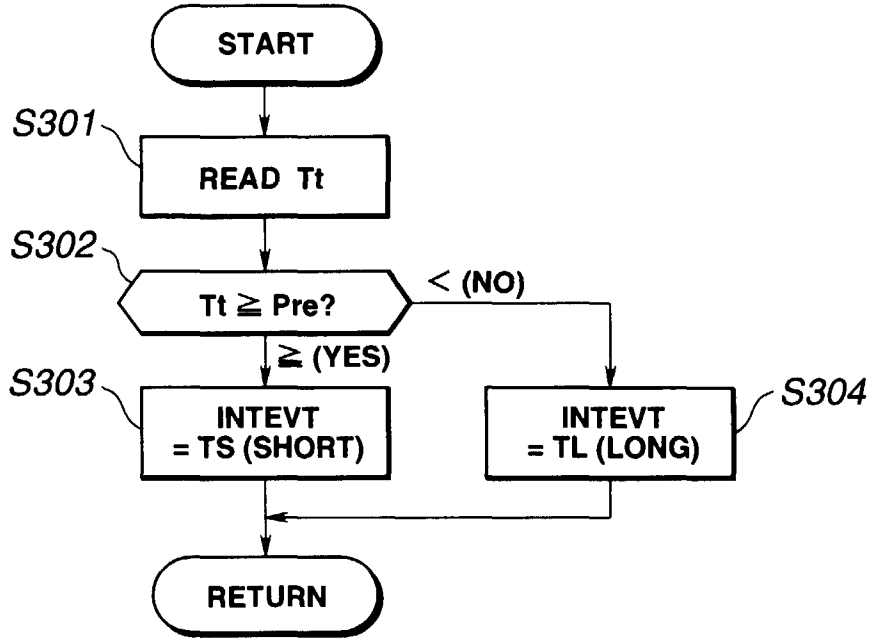 START
S301
READ Tt
S302
Tt ≧ Pre?
< (NO)
≧ (YES)
S303
INTEVT
= TS (SHORT)
S304
INTEVT
= TL (LONG)
RETURN